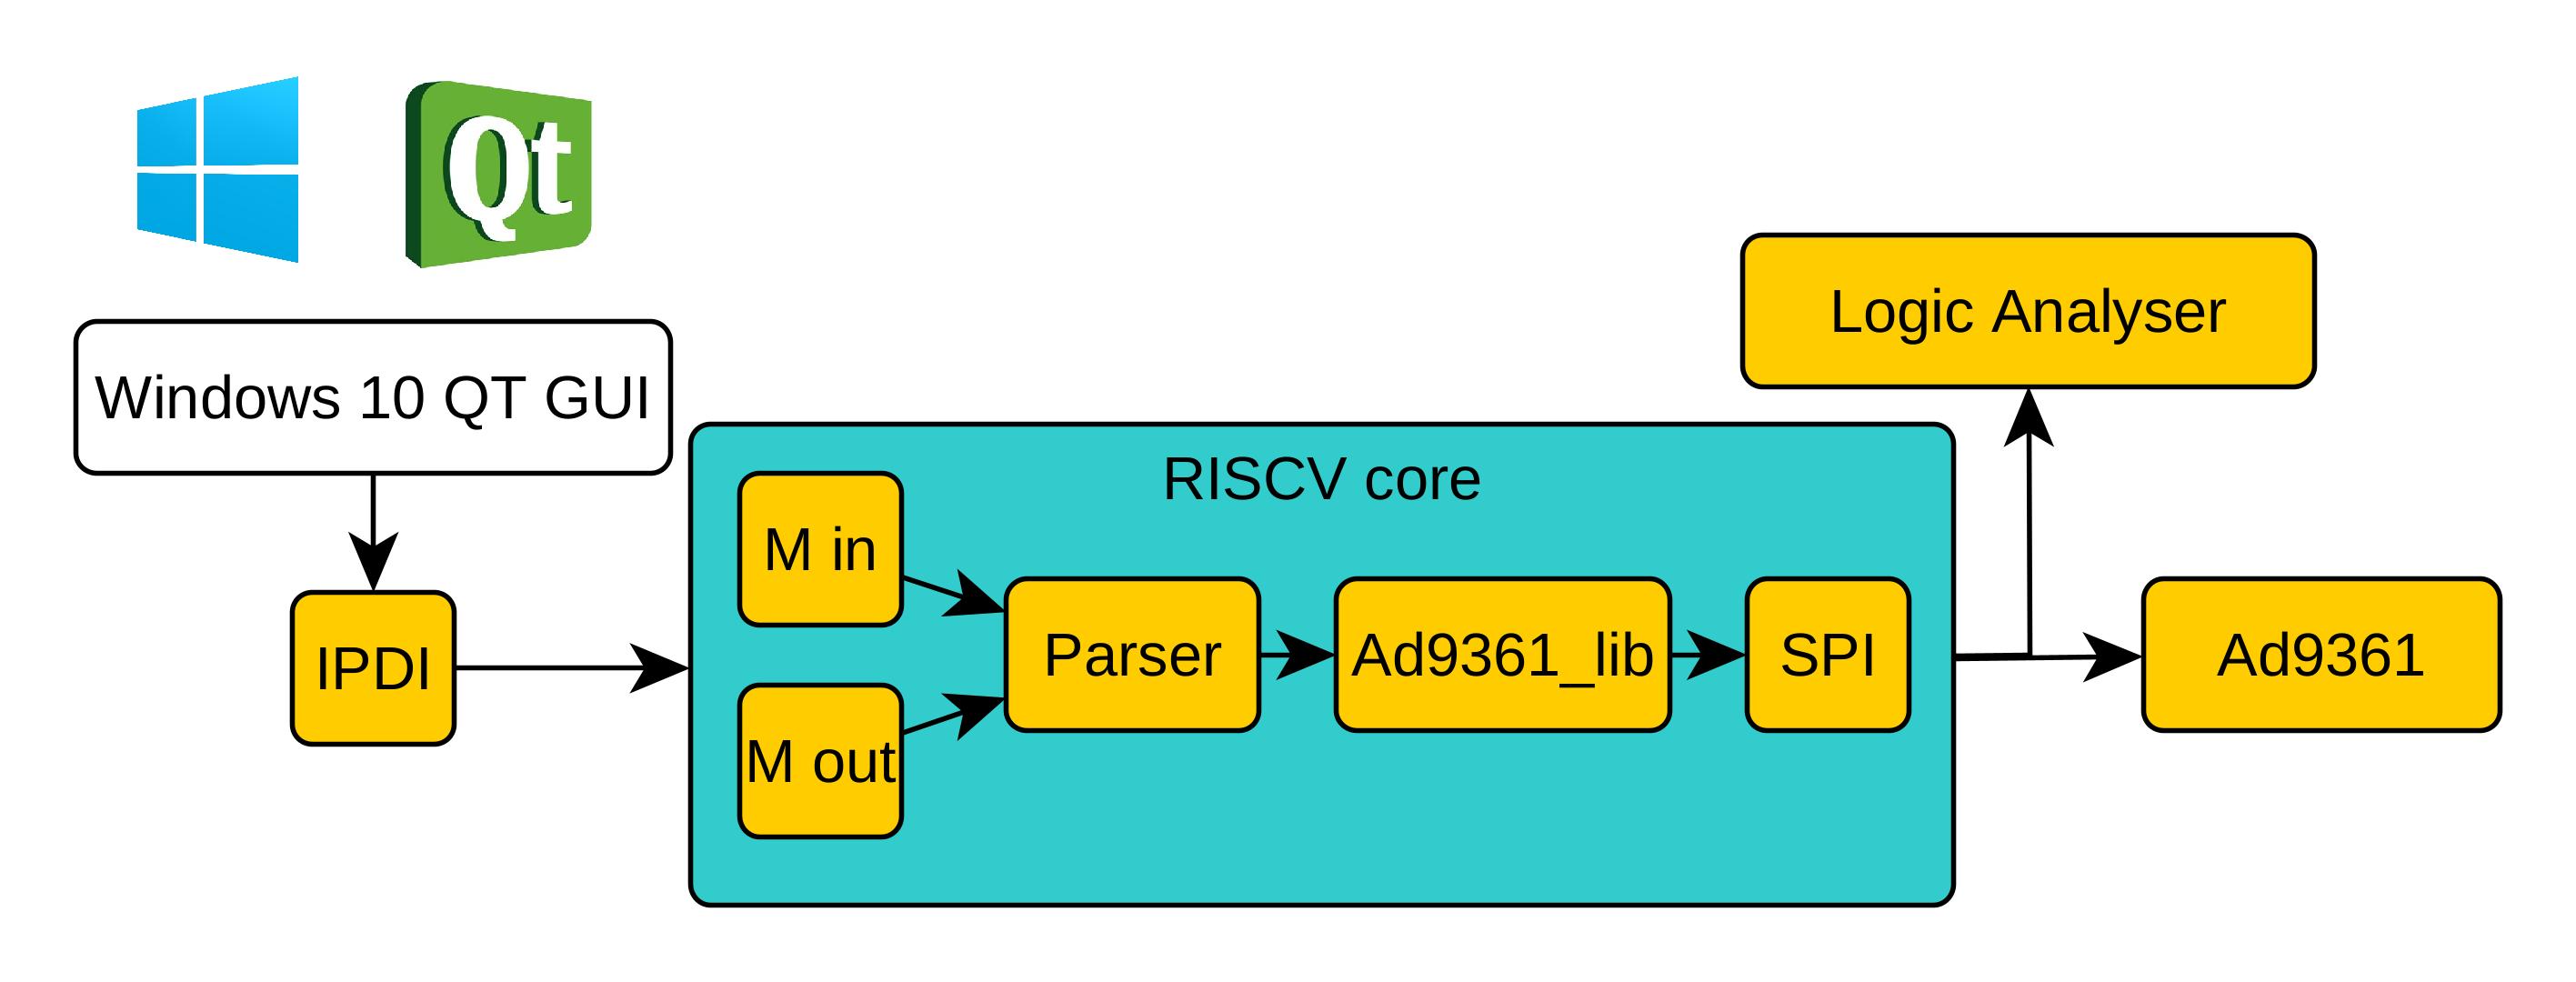 Qt
Windows 10 QT GUI
Logic Analyser
RISCV core
M in
IPDI
Parser
Ad9361_lib
SPI
Ad9361
M out